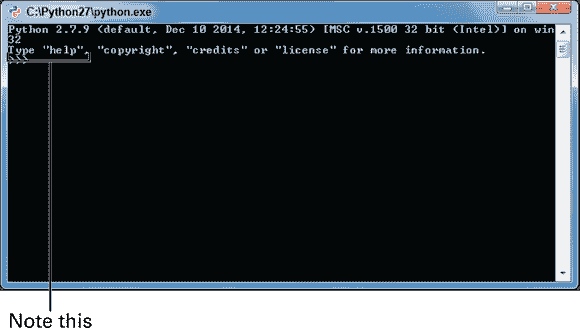 C:\Python27\python.exe
Python 2.7.9 (default, Dec 10 2014, 12:24:55) [MSC v.1500 32 bit (Intel)] on win
32
Type "help", "copyright", "credits" or "license" for more information.
>>>
Note this